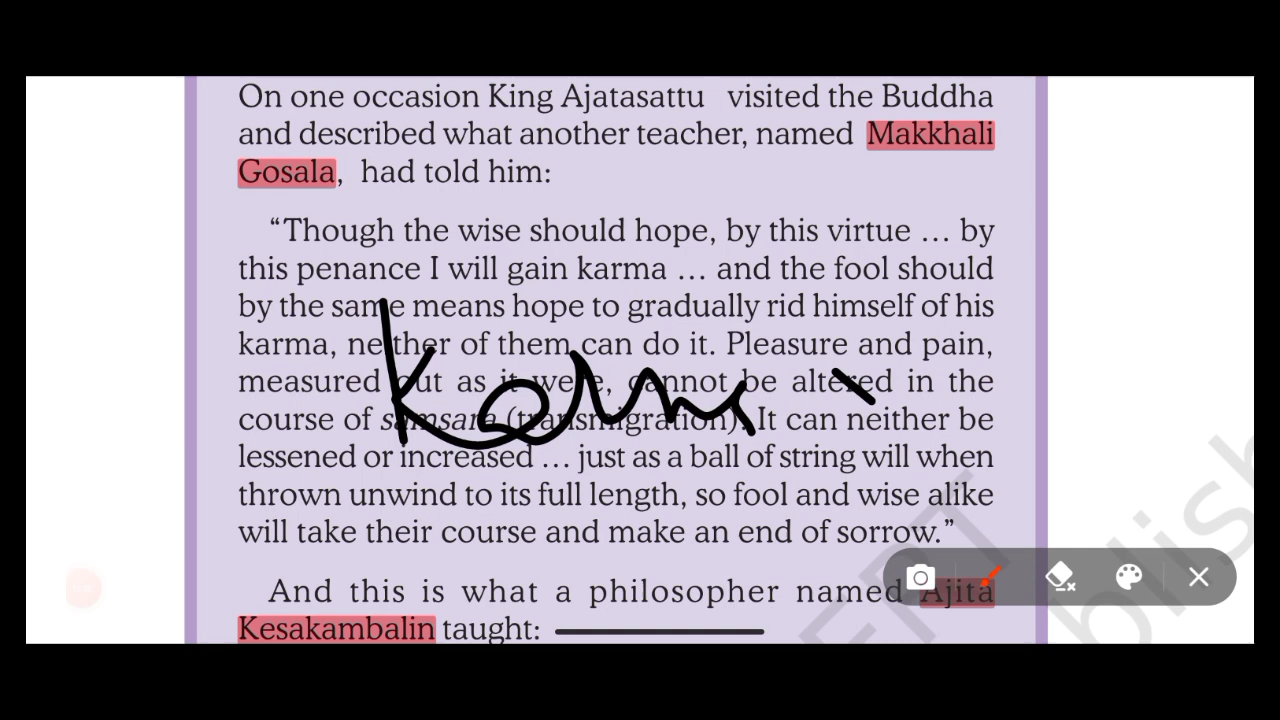 On one occasion King Ajatasattu visited the Buddha
and described what another teacher, named Makkhali
Gosala, had told him:
“Though the wise should hope, by this virtue ... by
this penance I will gain karma ... and the fool should
by the same means hope to gradually rid himself of his
karma, neither of them can do it. Pleasure and pain,
measured out as it were, cannot be altered in the
course of samsara (transmigration). It can neither be
lessened or increased ... just as a ball of string will when
thrown unwind to its full length, so fool and wise alike
will take their course and make an end of sorrow.”
And this is what a philosopher named Ajita
Kesakambalin taught: